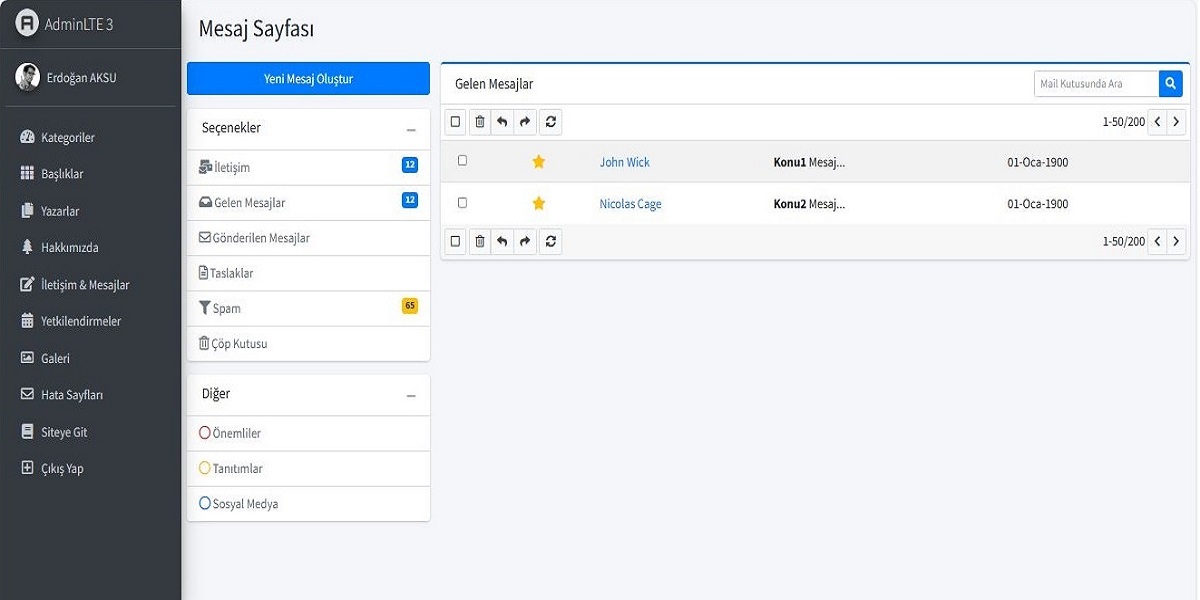 AdminLTE 3
Erdoğan AKSU
Kategoriler
Başlıklar
Yazarlar
Hakkımızda
İletişim & Mesajlar
Yetkilendirmeler
Galeri
Hata Sayfları
Siteye Git
Çıkış Yap
Mesaj Sayfası
Yeni Mesaj Oluştur
Seçenekler
İletişim 12
Gelen Mesajlar 12
Gönderilen Mesajlar
Taslaklar
Spam 65
Çöp Kutusu
Diğer
Önemliler
Tanıtımlar
Sosyal Medya
Gelen Mesajlar
Mail Kutusunda Ara
1-50/200
John Wick Konu1 Mesaj... 01-Oca-1900
Nicolas Cage Konu2 Mesaj... 01-Oca-1900
1-50/200